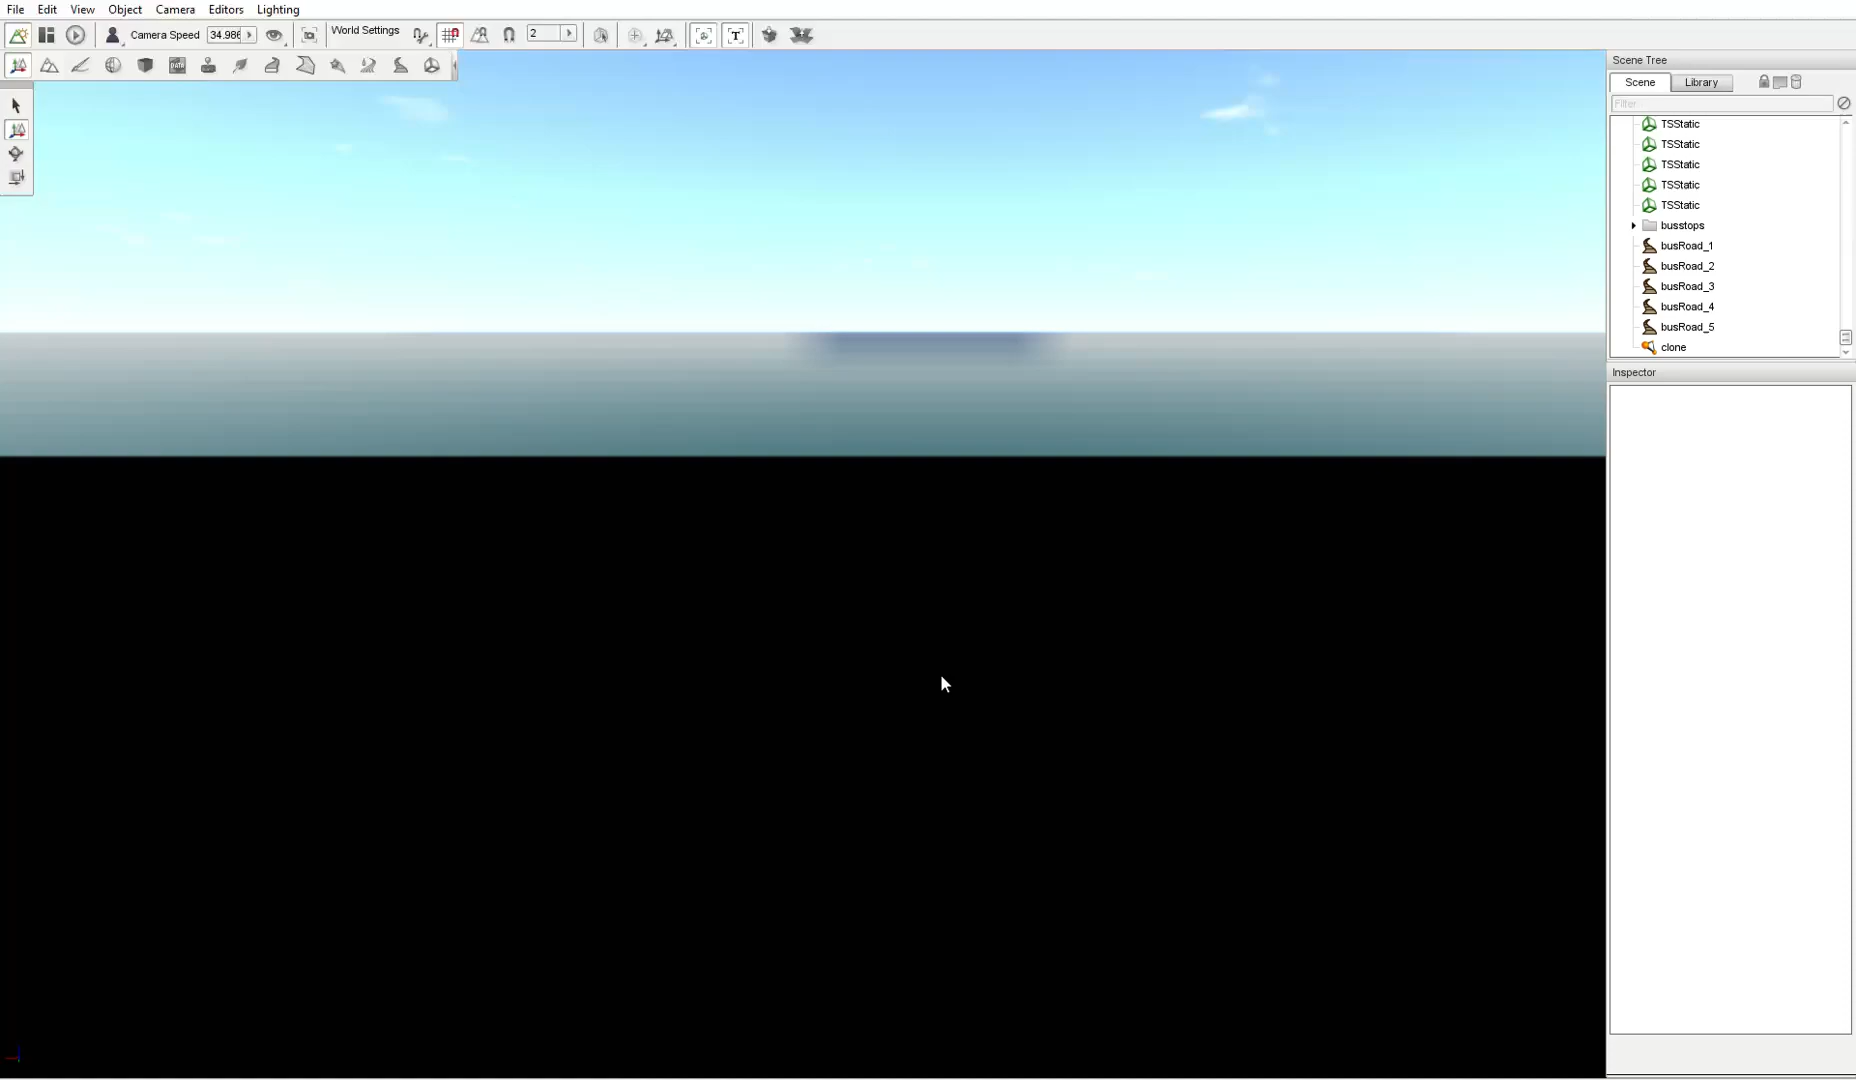 File Edit View Object Camera Editors Lighting
Camera Speed 34.986 World Settings 2 T
DATA
Scene Tree
Scene Library
Filter
TSStatic
TSStatic
TSStatic
TSStatic
TSStatic
busstops
busRoad_1
busRoad_2
busRoad_3
busRoad_4
busRoad_5
clone
Inspector